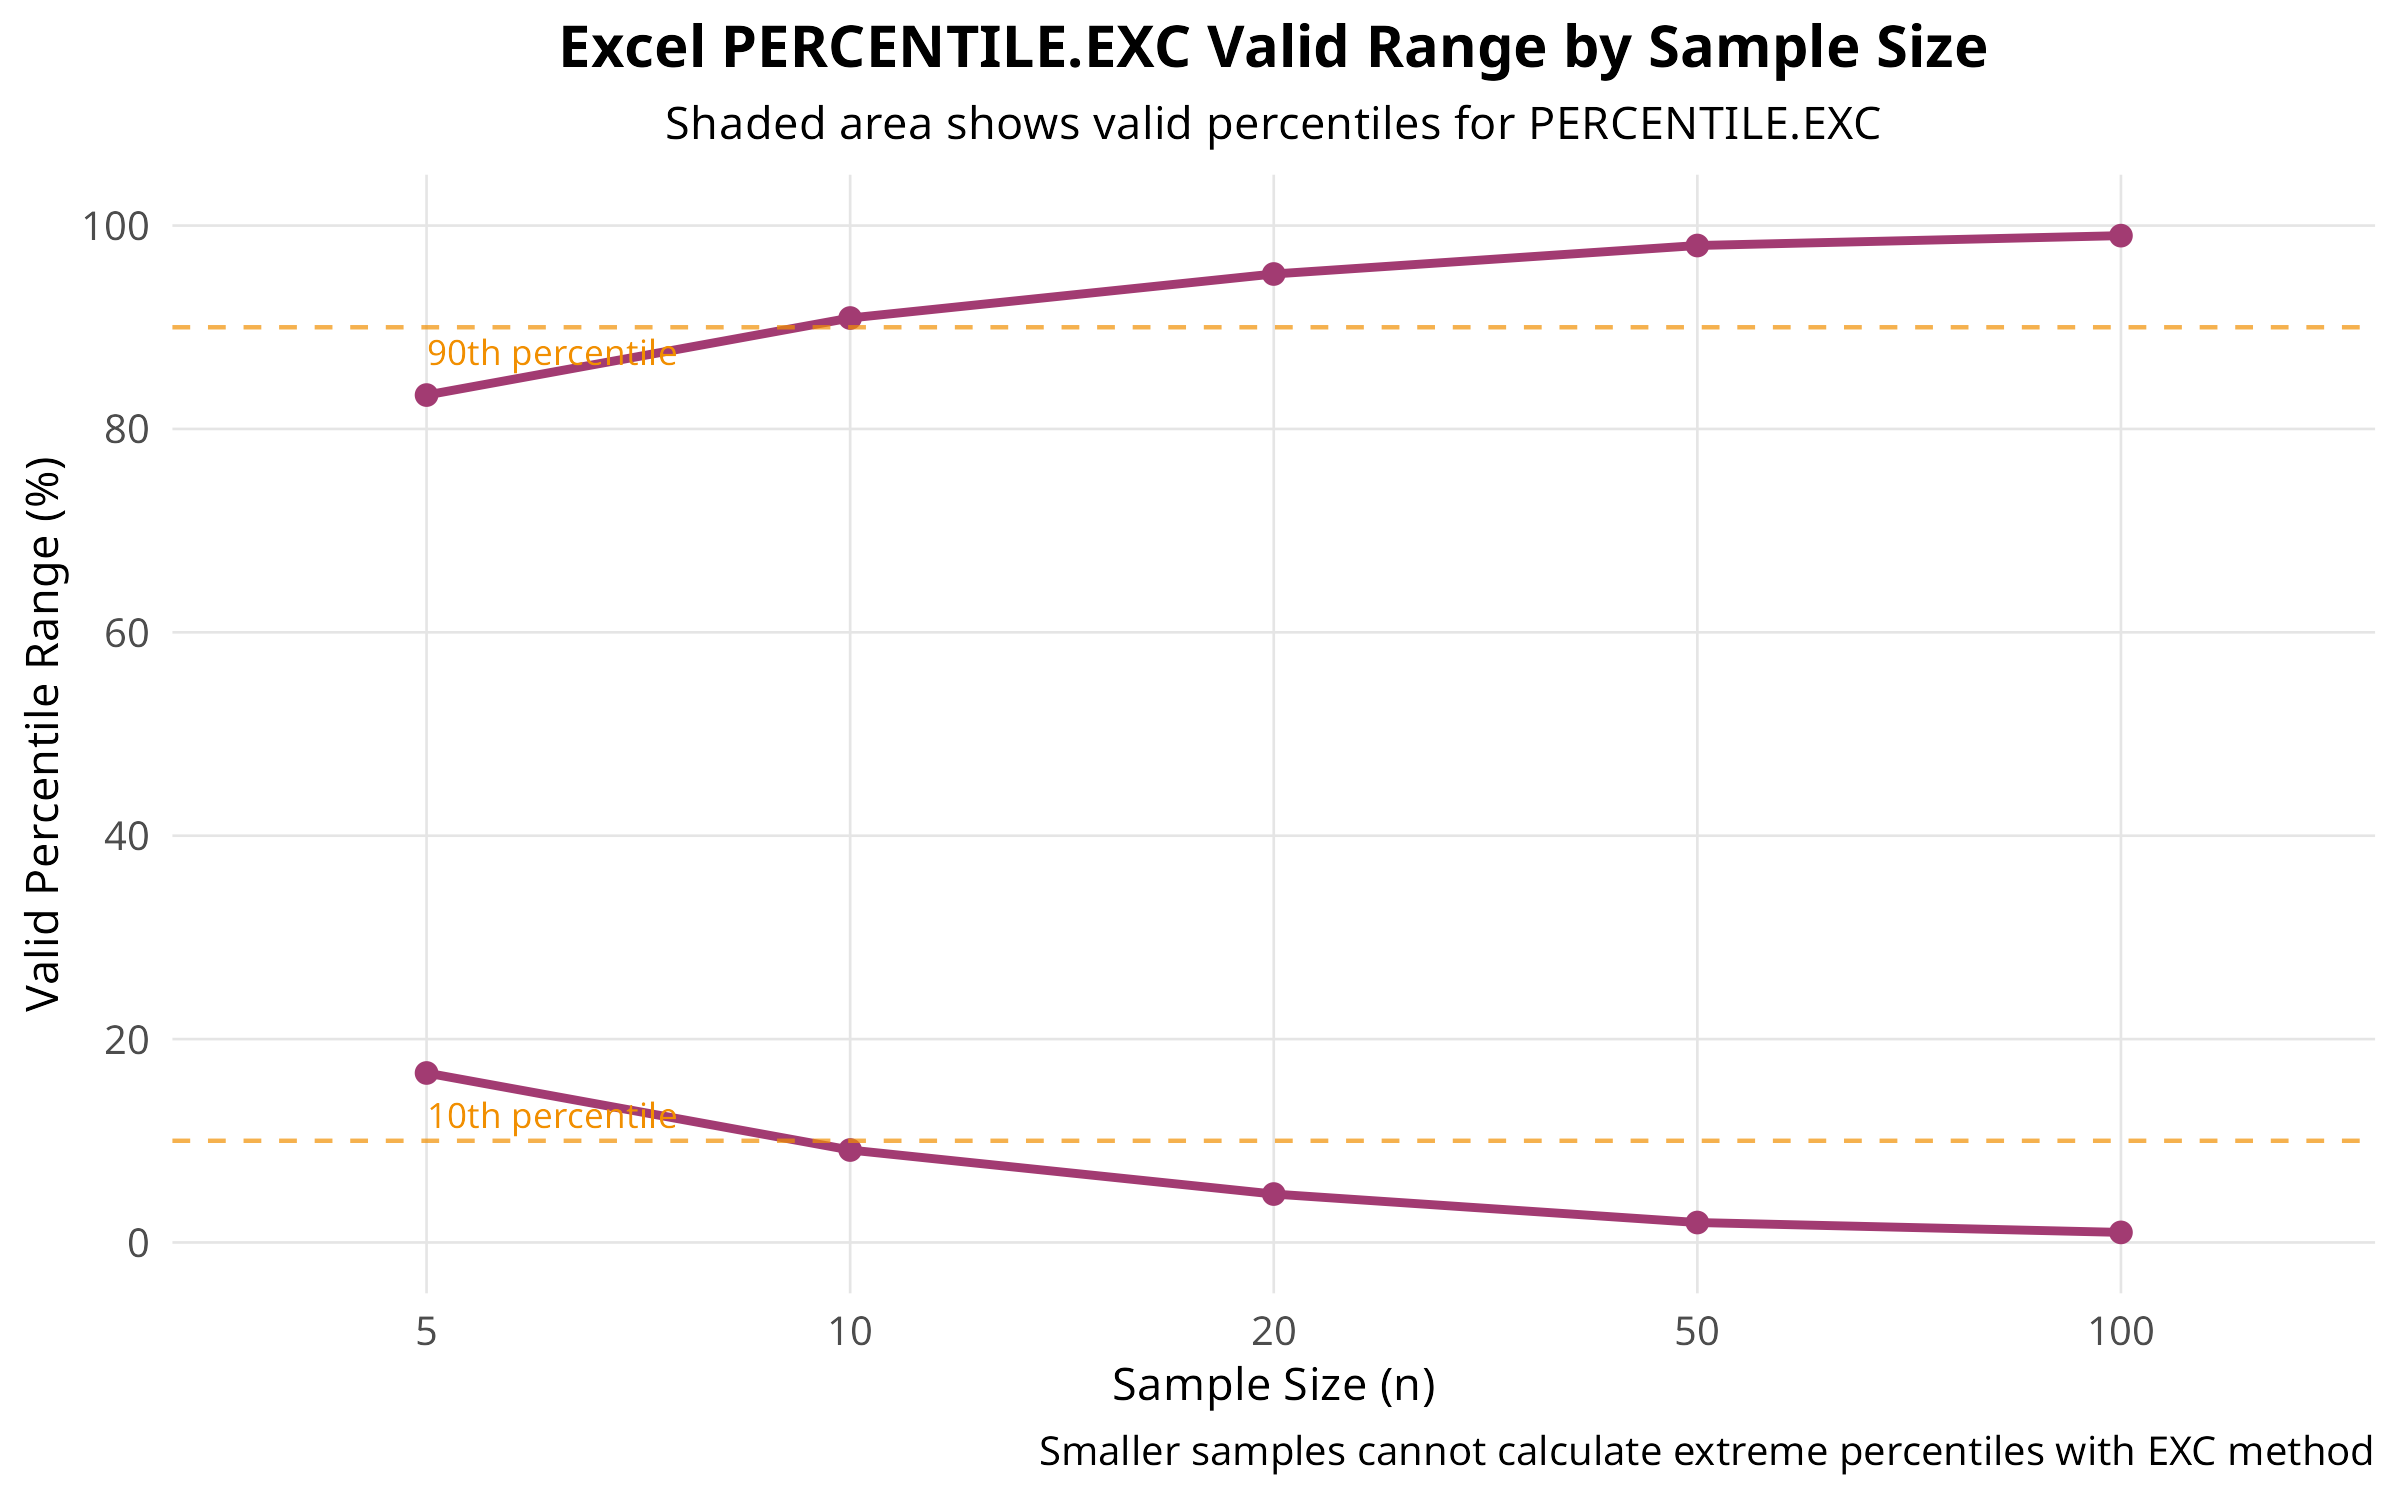 Excel PERCENTILE.EXC Valid Range by Sample Size
Shaded area shows valid percentiles for PERCENTILE.EXC
Valid Percentile Range (%)
100
80
60
40
20
0
90th percentile
10th percentile
5 10 20 50 100
Sample Size (n)
Smaller samples cannot calculate extreme percentiles with EXC method